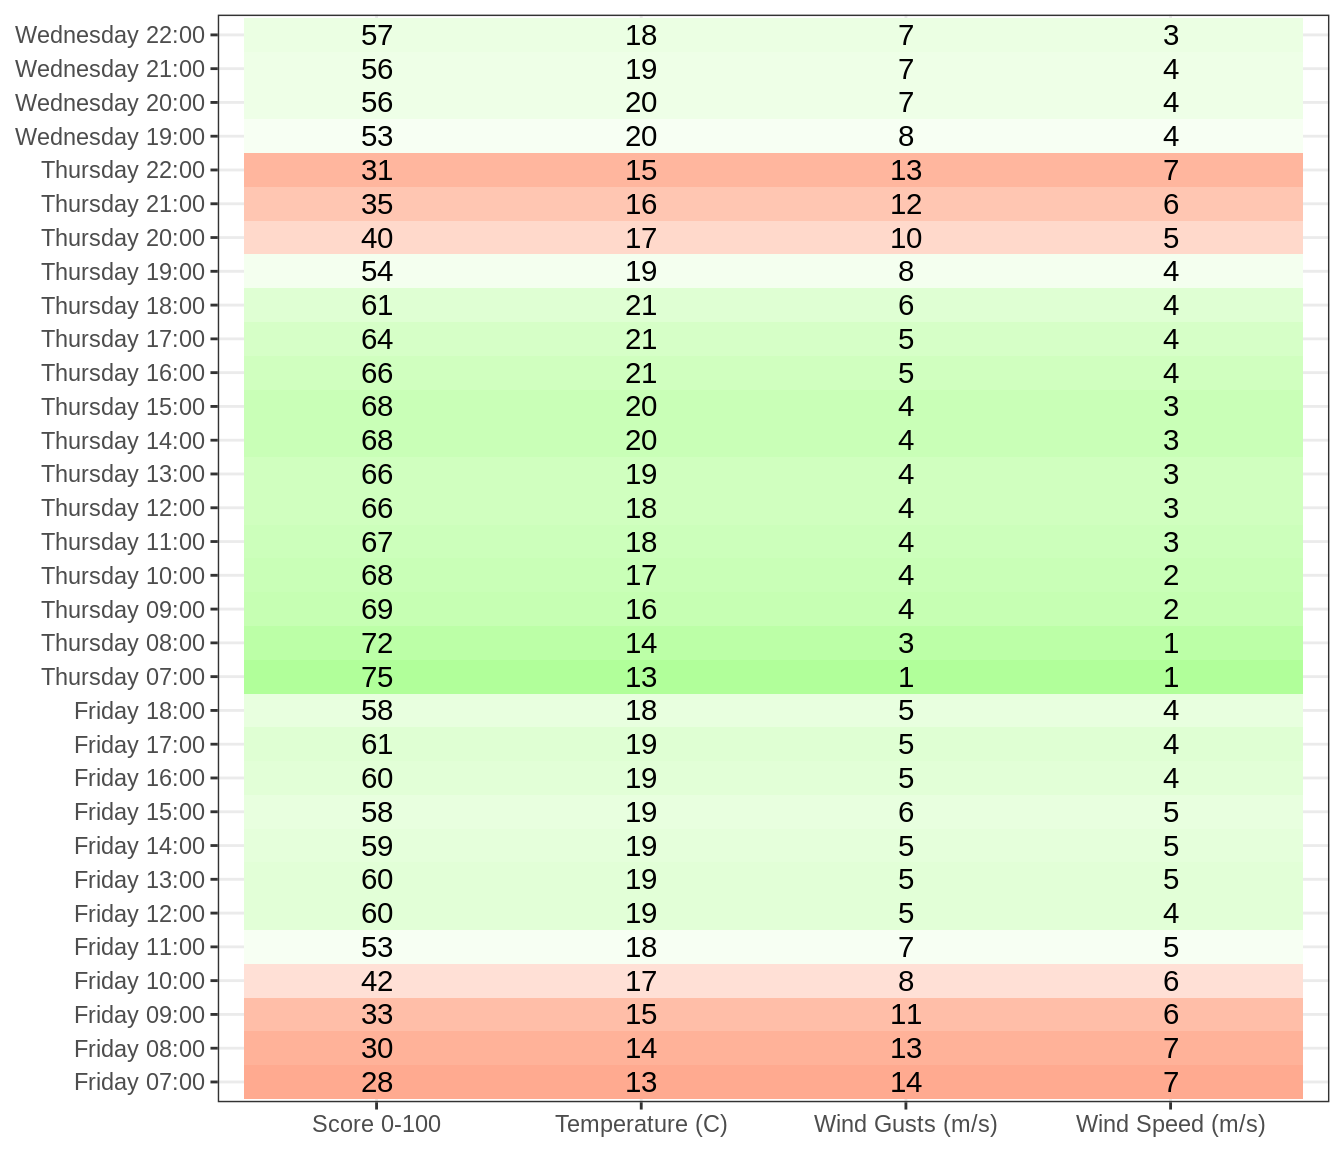 Wednesday 22:00 57 18 7 3
Wednesday 21:00 56 19 7 4
Wednesday 20:00 56 20 7 4
Wednesday 19:00 53 20 8 4
Thursday 22:00 31 15 13 7
Thursday 21:00 35 16 12 6
Thursday 20:00 40 17 10 5
Thursday 19:00 54 19 8 4
Thursday 18:00 61 21 6 4
Thursday 17:00 64 21 5 4
Thursday 16:00 66 21 5 4
Thursday 15:00 68 20 4 3
Thursday 14:00 68 20 4 3
Thursday 13:00 66 19 4 3
Thursday 12:00 66 18 4 3
Thursday 11:00 67 18 4 3
Thursday 10:00 68 17 4 2
Thursday 09:00 69 16 4 2
Thursday 08:00 72 14 3 1
Thursday 07:00 75 13 1 1
Friday 18:00 58 18 5 4
Friday 17:00 61 19 5 4
Friday 16:00 60 19 5 4
Friday 15:00 58 19 6 5
Friday 14:00 59 19 5 5
Friday 13:00 60 19 5 5
Friday 12:00 60 19 5 4
Friday 11:00 53 18 7 5
Friday 10:00 42 17 8 6
Friday 09:00 33 15 11 6
Friday 08:00 30 14 13 7
Friday 07:00 28 13 14 7
Score 0-100 Temperature (C) Wind Gusts (m/s) Wind Speed (m/s)